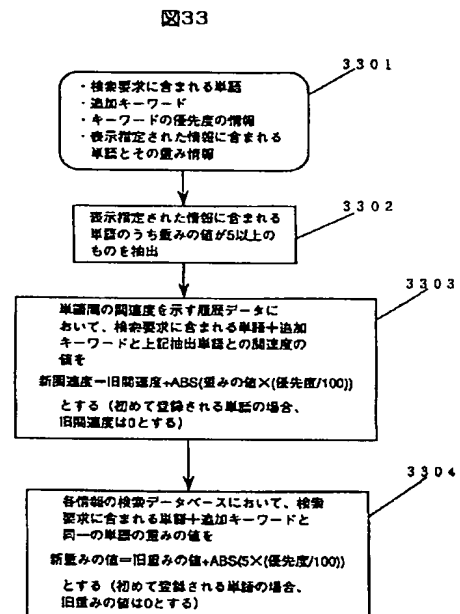 図33
3301
・検索要求に含まれる単語
・追加キーワード
・キーワードの優先度の情報
・表示指定された情報に含まれる
単語とその重み情報
3302
表示指定された情報に含まれる
単語のうち重みの値が5以上の
ものを抽出
3303
単語間の関連度を示す履歴データに
おいて、検索要求に含まれる単語＋追加
キーワードと上記抽出単語との関連度の
値を
新関連度＝旧関連度+ABS(重みの値×(優先度/100))
とする（初めて登録される単語の場合、
旧関連度は0とする）
3304
各情報の検索データベースにおいて、検索
要求に含まれる単語＋追加キーワードと
同一の単語の重みの値を
新重みの値＝旧重みの値+ABS(5×(優先度/100))
とする（初めて登録される単語の場合、
旧重みの値は0とする）